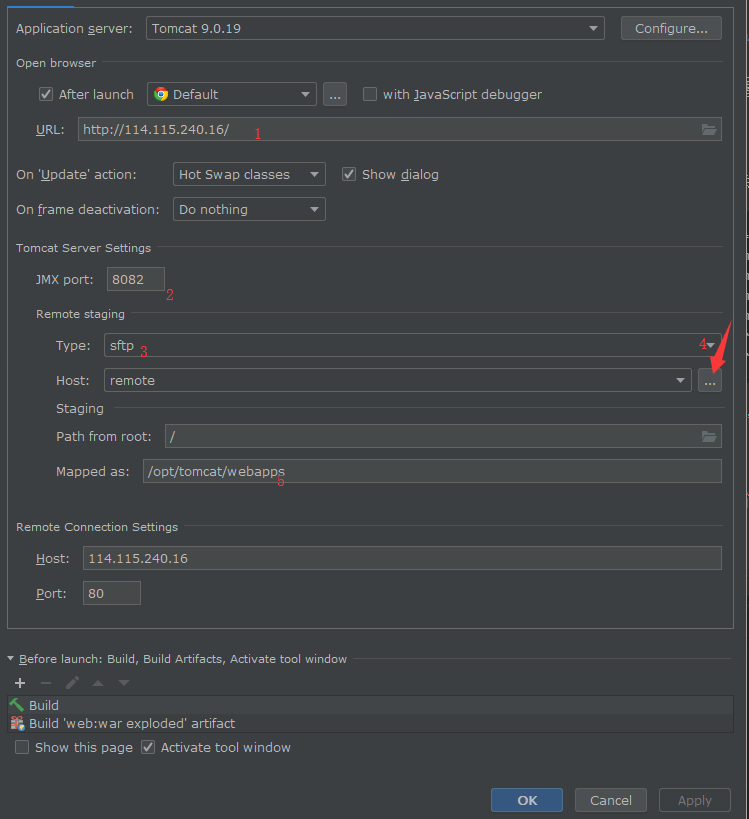 Application server: Tomcat 9.0.19 Configure...
Open browser
After launch Default ... with JavaScript debugger
URL: http://114.115.240.16/ 1
On 'Update' action: Hot Swap classes Show dialog
On frame deactivation: Do nothing
Tomcat Server Settings
JMX port: 8082 2
Remote staging
Type: sftp 3 4
Host: remote ...
Staging
Path from root: /
Mapped as: /opt/tomcat/webapps 5
Remote Connection Settings
Host: 114.115.240.16
Port: 80
Before launch: Build, Build Artifacts, Activate tool window
Build
Build 'web:war exploded' artifact
Show this page Activate tool window
OK Cancel Apply